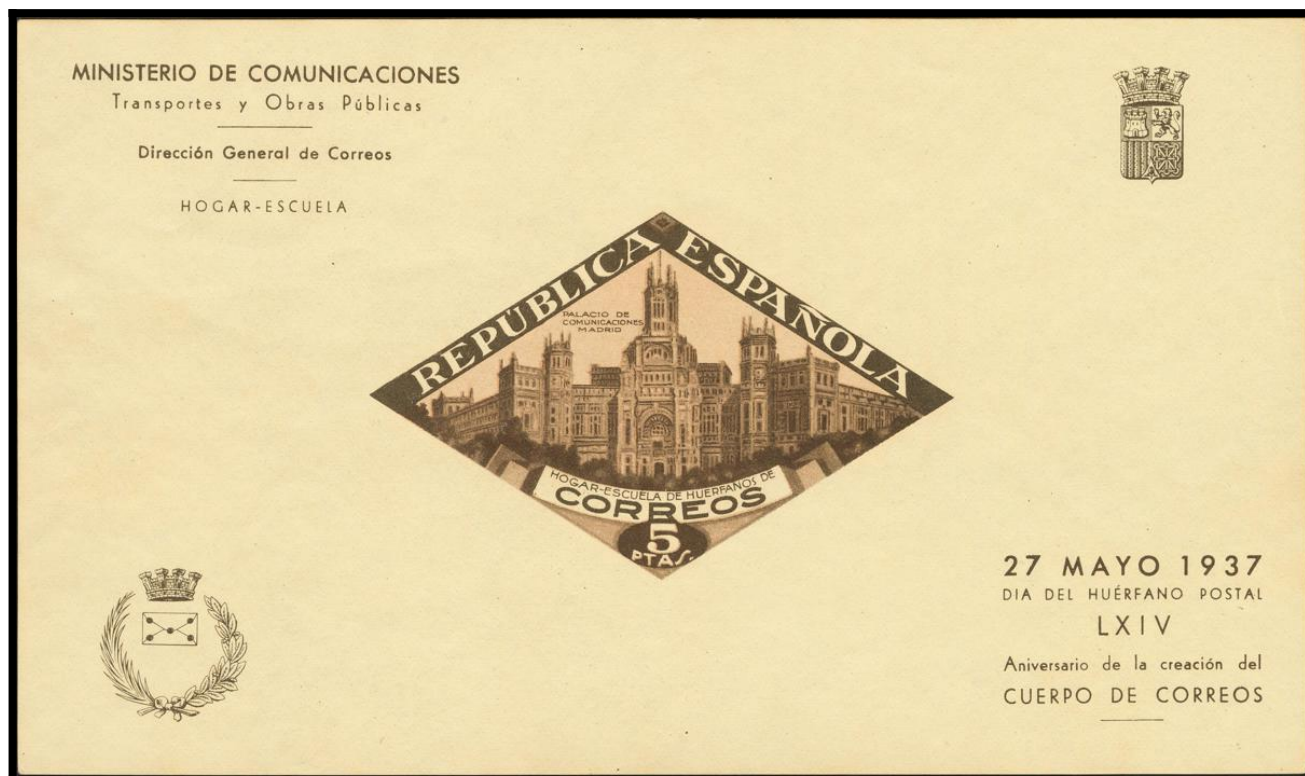 MINISTERIO DE COMUNICACIONES
Transportes y Obras Públicas
Dirección General de Correos
HOGAR-ESCUELA
REPÚBLICA ESPAÑOLA
PALACIO DE
COMUNICACIONES
MADRID
HOGAR-ESCUELA DE HUERFANOS DE
CORREOS
5
PTAS.
27 MAYO 1937
DIA DEL HUÉRFANO POSTAL
LXIV
Aniversario de la creación del
CUERPO DE CORREOS